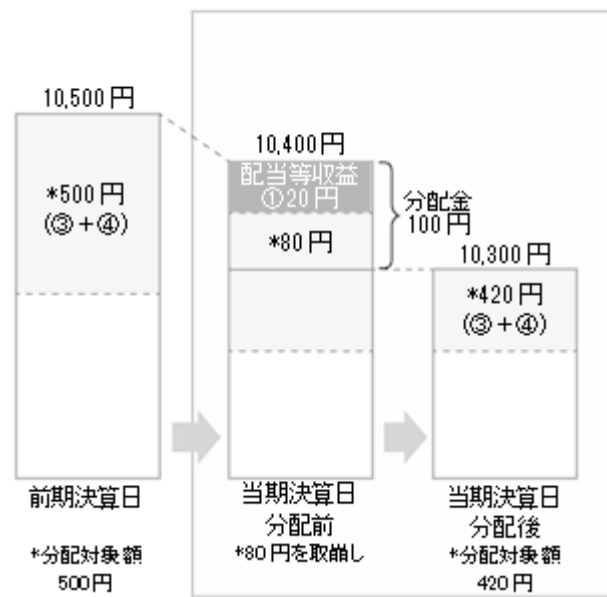 10,500円
*500円
(③+④)
前期決算日
*分配対象額
500円
10,400円
配当等収益
①20円
*80円
分配金
100円
当期決算日
分配前
*80円を取崩し
10,300円
*420円
(③+④)
当期決算日
分配後
*分配対象額
420円